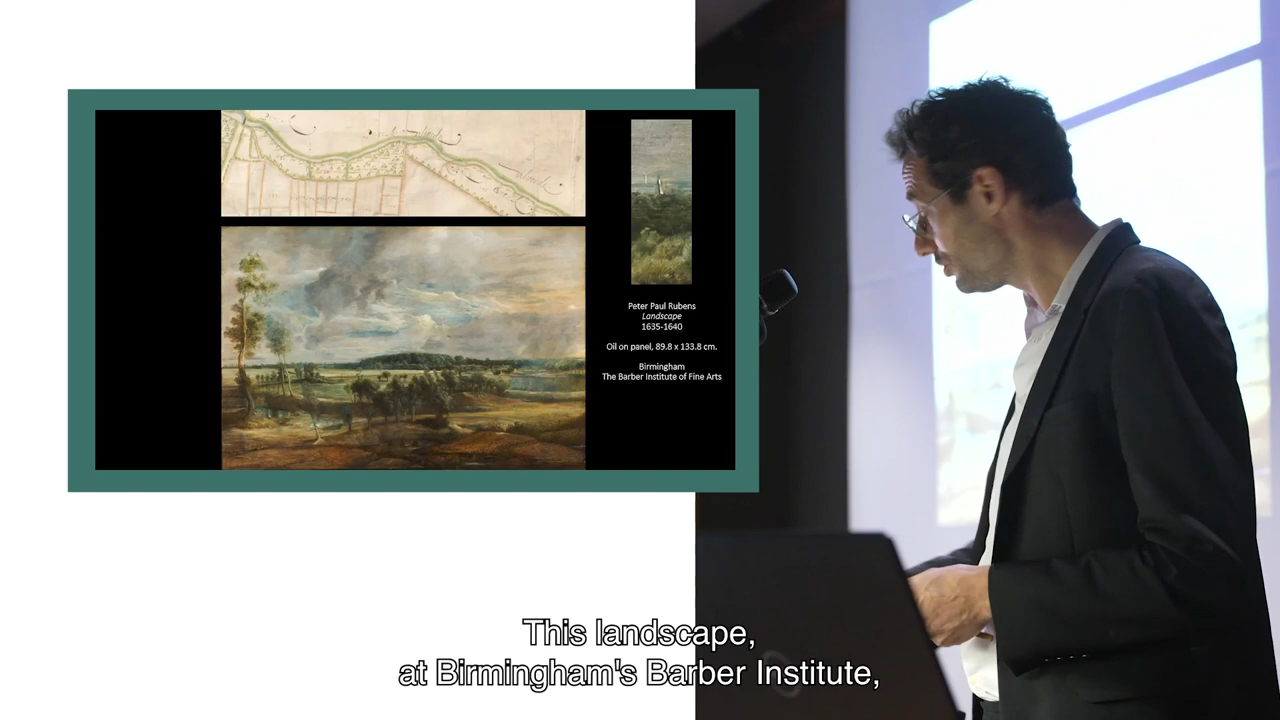 Peter Paul Rubens
Landscape
1635-1640
Oil on panel, 89.8 x 133.8 cm.
Birmingham
The Barber Institute of Fine Arts
This landscape,
at Birmingham's Barber Institute,